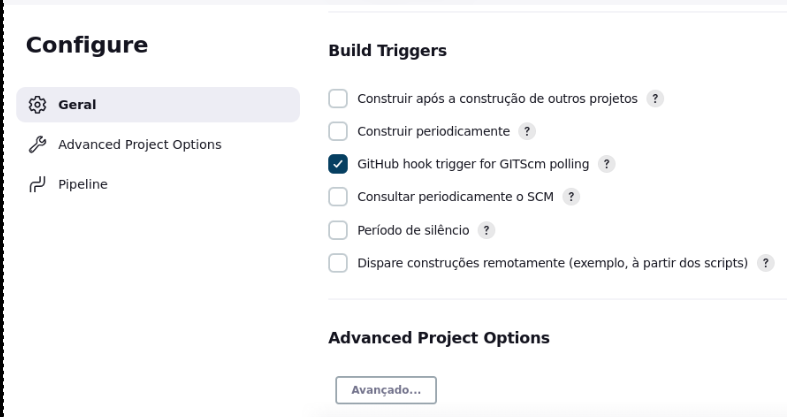 Configure
Geral
Advanced Project Options
Pipeline
Build Triggers
Construir após a construção de outros projetos ?
Construir periodicamente ?
GitHub hook trigger for GITScm polling ?
Consultar periodicamente o SCM ?
Período de silêncio ?
Dispare construções remotamente (exemplo, à partir dos scripts) ?
Advanced Project Options
Avançado...